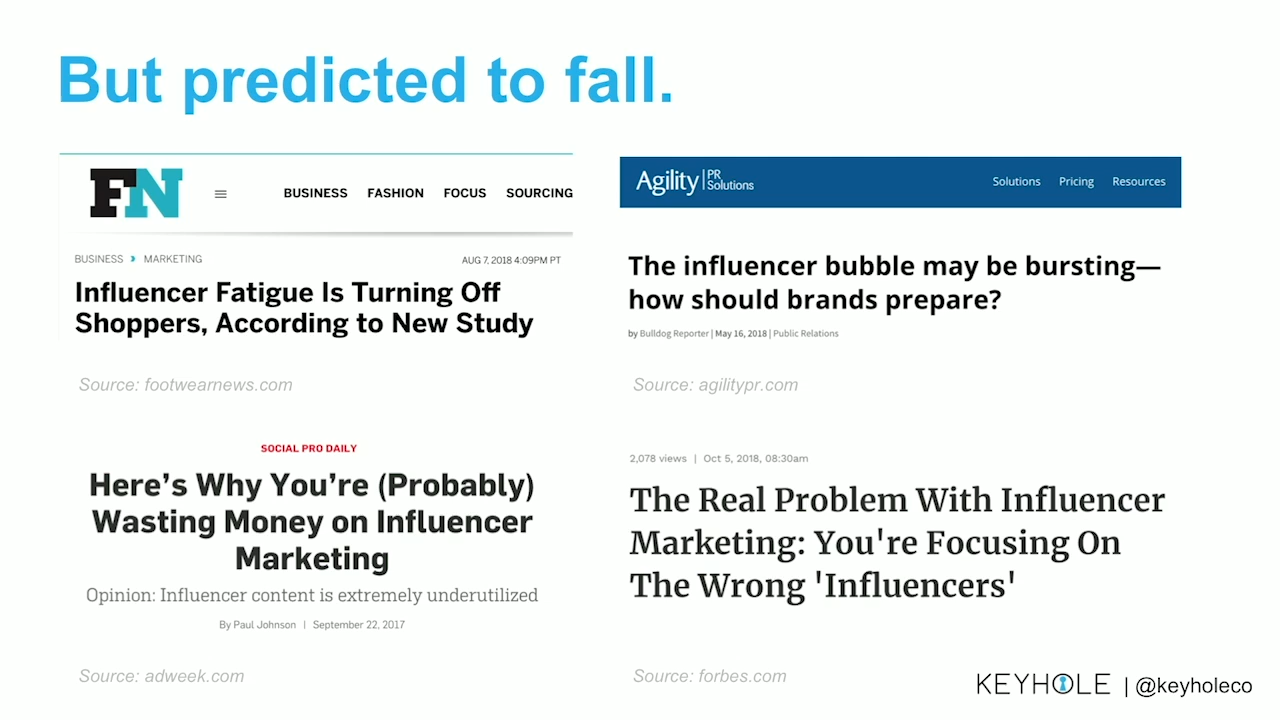 But predicted to fall.
FN
BUSINESS FASHION FOCUS SOURCING
BUSINESS › MARKETING
AUG 7, 2018 4:09PM PT
Influencer Fatigue Is Turning Off
Shoppers, According to New Study
Source: footwearnews.com
Agility PR Solutions
Solutions Pricing Resources
The influencer bubble may be bursting—
how should brands prepare?
by Bulldog Reporter | May 16, 2018 | Public Relations
Source: agilitypr.com
SOCIAL PRO DAILY
Here's Why You're (Probably)
Wasting Money on Influencer
Marketing
Opinion: Influencer content is extremely underutilized
By Paul Johnson | September 22, 2017
Source: adweek.com
2,078 views | Oct 5, 2018, 08:30am
The Real Problem With Influencer
Marketing: You're Focusing On
The Wrong 'Influencers'
Source: forbes.com
KEYHOLE | @keyholeco